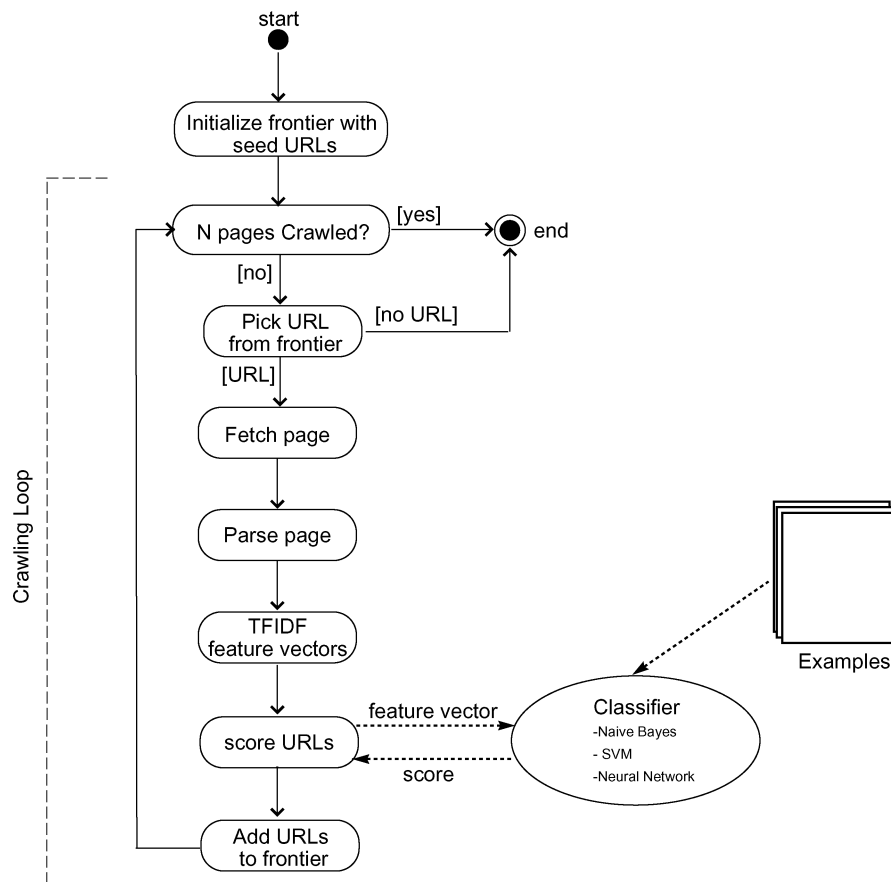 start
Initialize frontier with
seed URLs
N pages Crawled?
[yes]
end
[no]
Pick URL
from frontier
[no URL]
[URL]
Fetch page
Crawling Loop
Parse page
TFIDF
feature vectors
Examples
score URLs
feature vector
score
Classifier
-Naive Bayes
- SVM
-Neural Network
Add URLs
to frontier